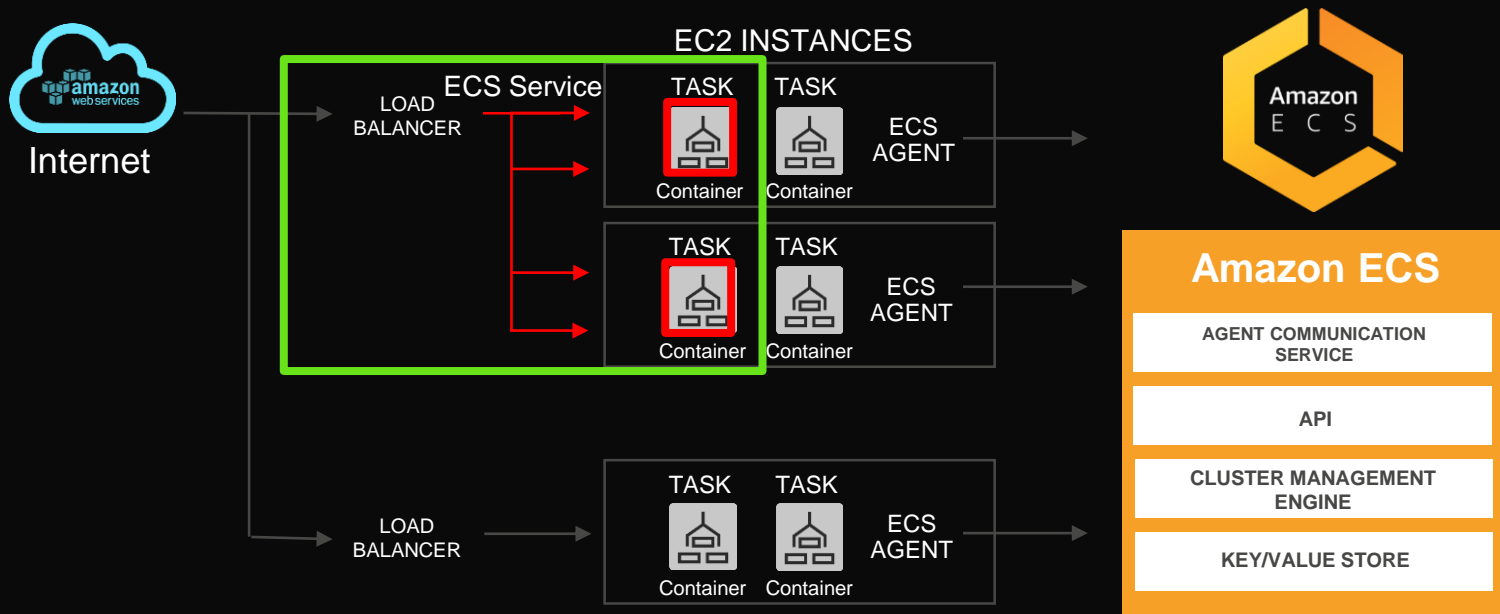 amazon
web services
Internet
EC2 INSTANCES
ECS Service
LOAD
BALANCER
TASK
TASK
Container
Container
ECS
AGENT
TASK
TASK
Container
Container
ECS
AGENT
LOAD
BALANCER
TASK
TASK
Container
Container
ECS
AGENT
Amazon
E C S
Amazon ECS
AGENT COMMUNICATION
SERVICE
API
CLUSTER MANAGEMENT
ENGINE
KEY/VALUE STORE